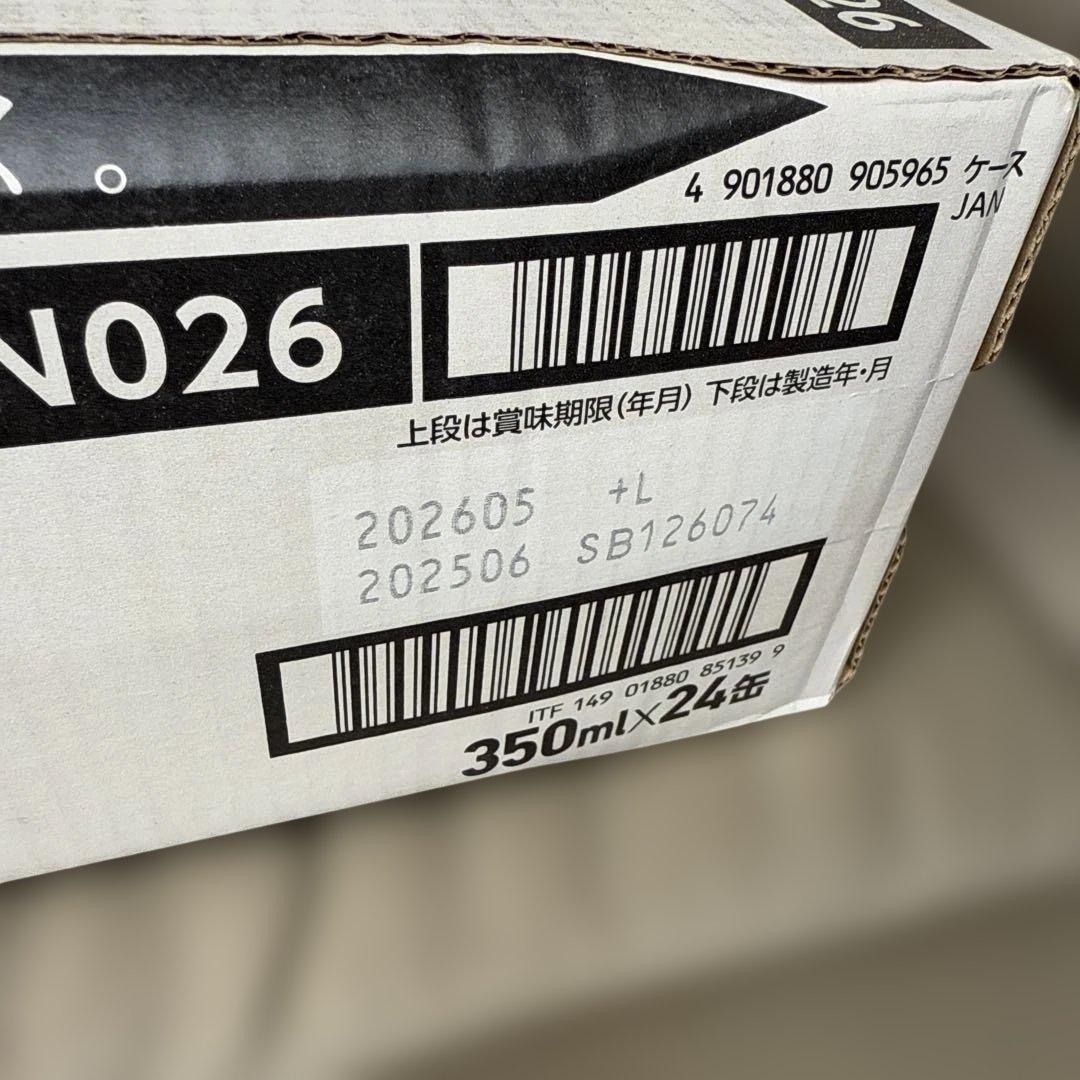 26
。
4 901880 905965 ケース
JAN
N026
上段は賞味期限(年月) 下段は製造年・月
202605 +L
202506 SB126074
ITF 149 01880 85139 9
350ml×24缶